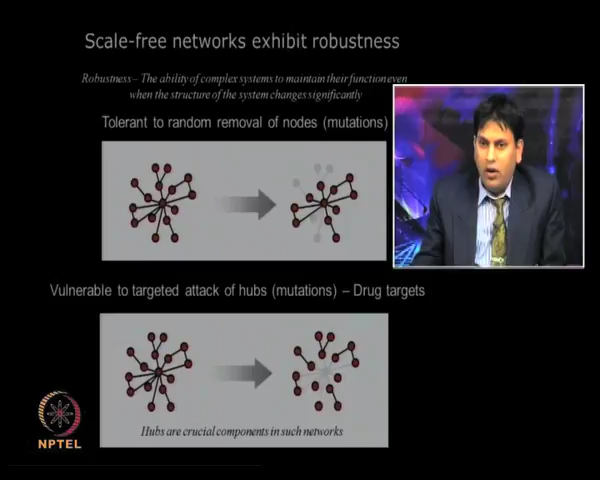 Scale-free networks exhibit robustness
Robustness – The ability of complex systems to maintain their function even
when the structure of the system changes significantly
Tolerant to random removal of nodes (mutations)
Vulnerable to targeted attack of hubs (mutations) – Drug targets
Hubs are crucial components in such networks
NPTEL